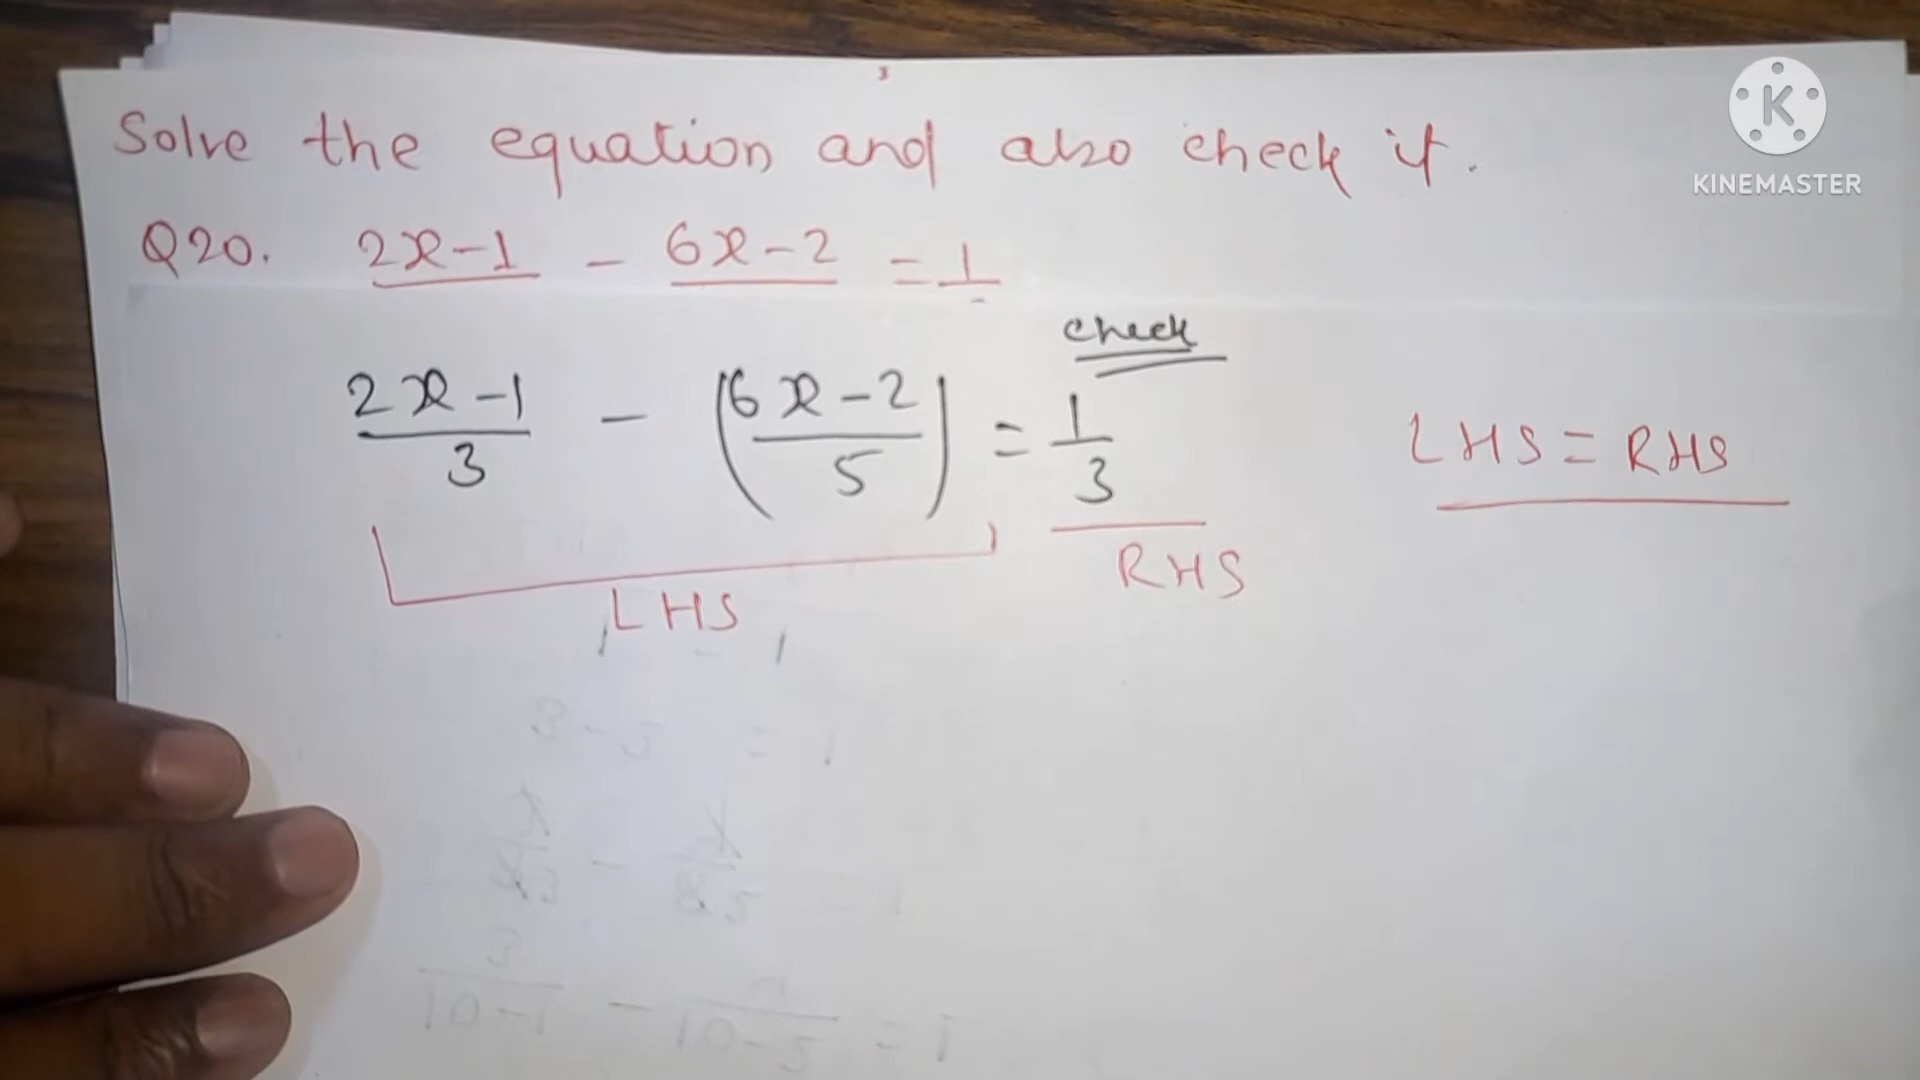 Solve the equation and also check it.
Q20. 2x-1 - 6x-2 = 1
check
2x-1/3 - (6x-2/5) = 1/3
LHS = RHS
LHS
RHS
K
KINEMASTER